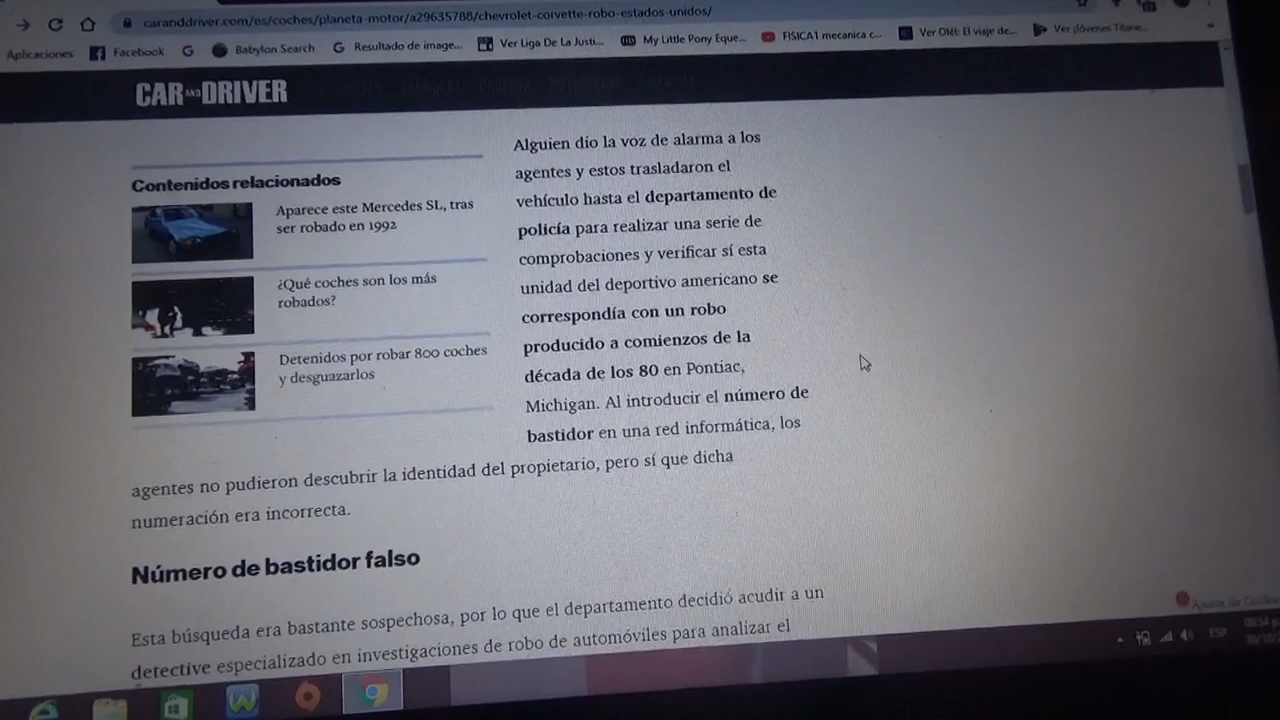 caranddriver.com/es/coches/planeta-motor/a29635788/chevrolet-corvette-robo-estados-unidos/
Aplicaciones Facebook Babylon Search Resultado de image... Ver Liga De La Justi... My Little Pony Eque... FISICA1 mecanica c... Ver Olé!: El viaje de... Ver ¡Jóvenes Titane...
CAR AND DRIVER
Contenidos relacionados
Aparece este Mercedes SL, tras
ser robado en 1992
¿Qué coches son los más
robados?
Detenidos por robar 800 coches
y desguazarlos
Alguien dio la voz de alarma a los
agentes y estos trasladaron el
vehículo hasta el departamento de
policía para realizar una serie de
comprobaciones y verificar sí esta
unidad del deportivo americano se
correspondía con un robo
producido a comienzos de la
década de los 80 en Pontiac,
Michigan. Al introducir el número de
bastidor en una red informática, los
agentes no pudieron descubrir la identidad del propietario, pero sí que dicha
numeración era incorrecta.
Número de bastidor falso
Esta búsqueda era bastante sospechosa, por lo que el departamento decidió acudir a un
detective especializado en investigaciones de robo de automóviles para analizar el
ESP